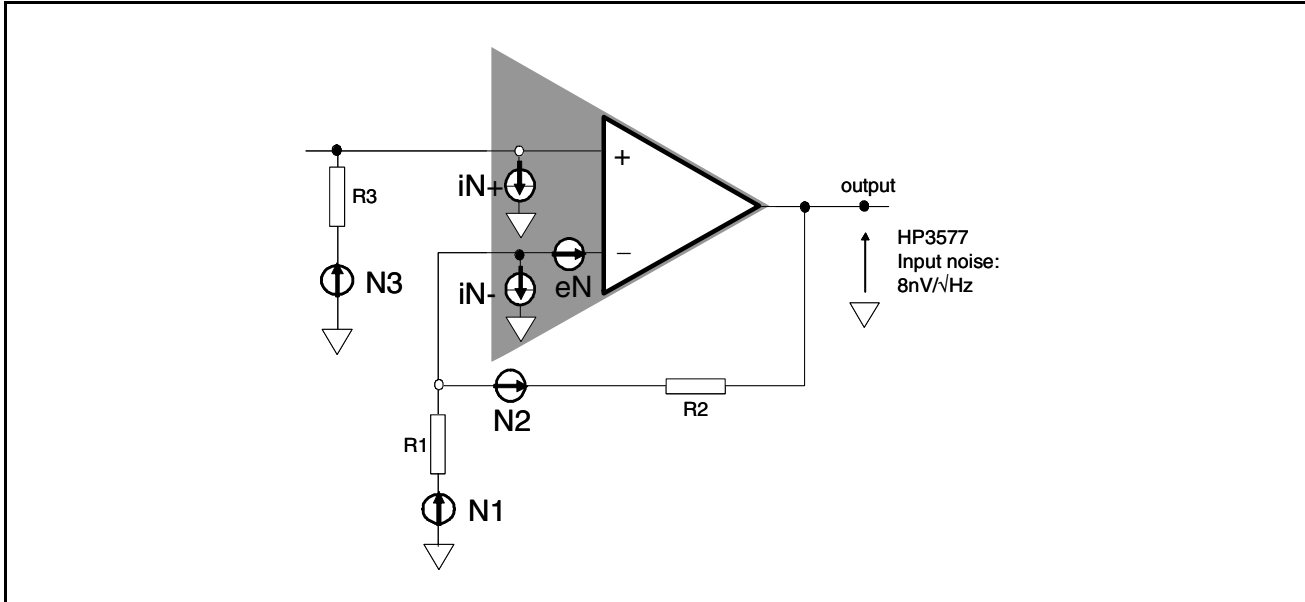 +
iN+
R3
output
HP3577
Input noise:
8nV/√Hz
N3
−
iN-
eN
N2
R2
R1
N1